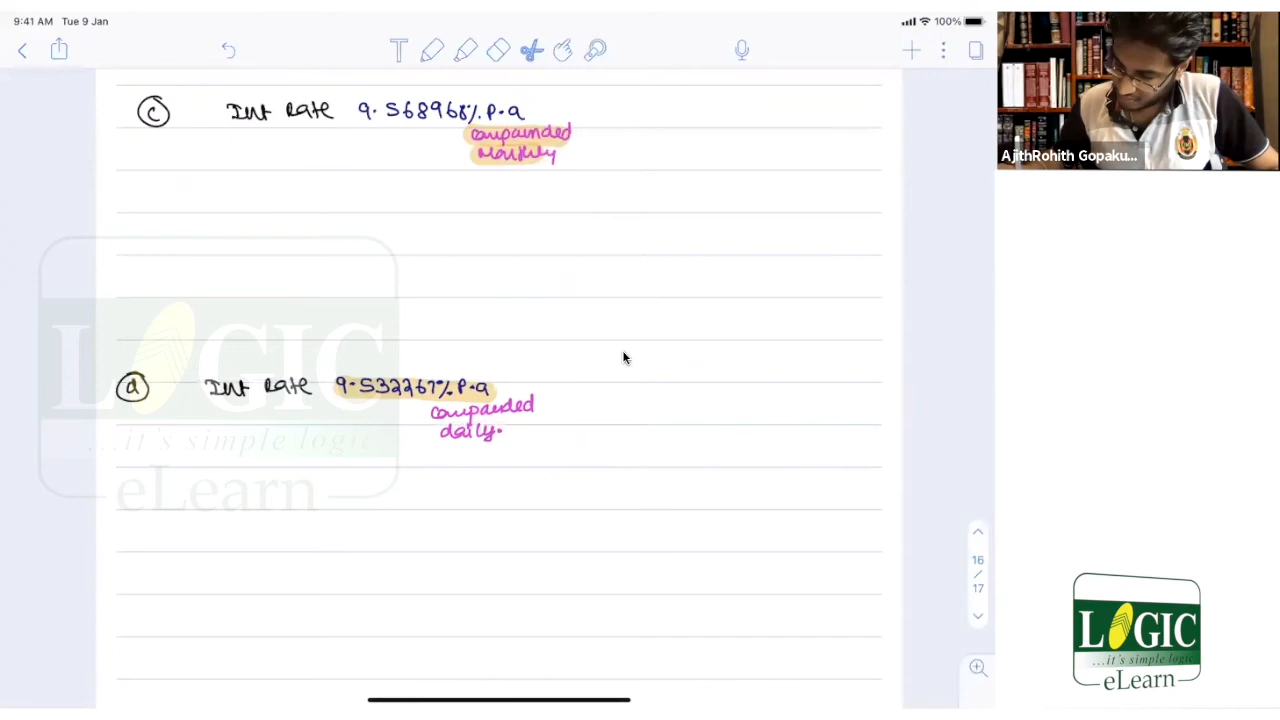 9:41 AM Tue 9 Jan
100%
AjithRohith Gopaku...
C Int Rate 9.568968% P.a
compounded
Monthly
LOGIC
...it's simple logic
eLearn
d Int Rate 9.532267% P.a
compounded
daily.
16
/
17
LOGIC
...it's simple logic
eLearn